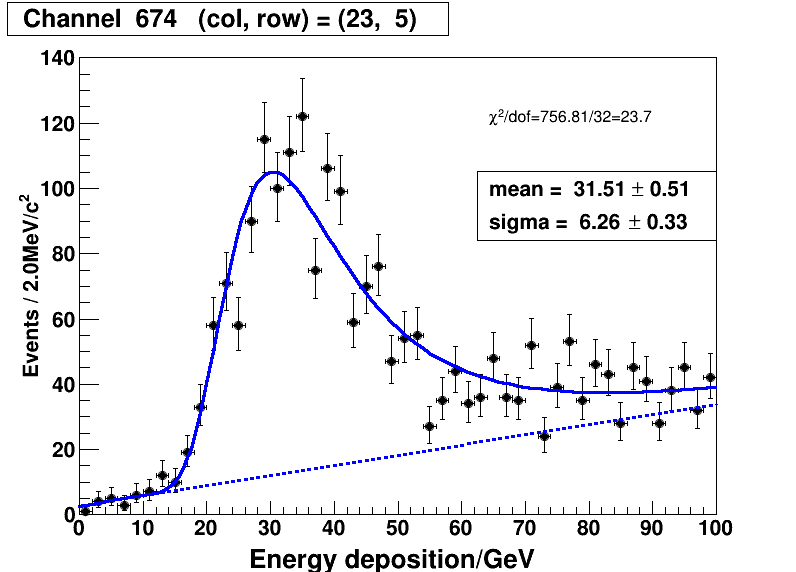 Channel 674 (col, row) = (23, 5)
χ²/dof=756.81/32=23.7
mean = 31.51 ± 0.51
sigma = 6.26 ± 0.33
Events / 2.0MeV/c²
140
120
100
80
60
40
20
0
0 10 20 30 40 50 60 70 80 90 100
Energy deposition/GeV